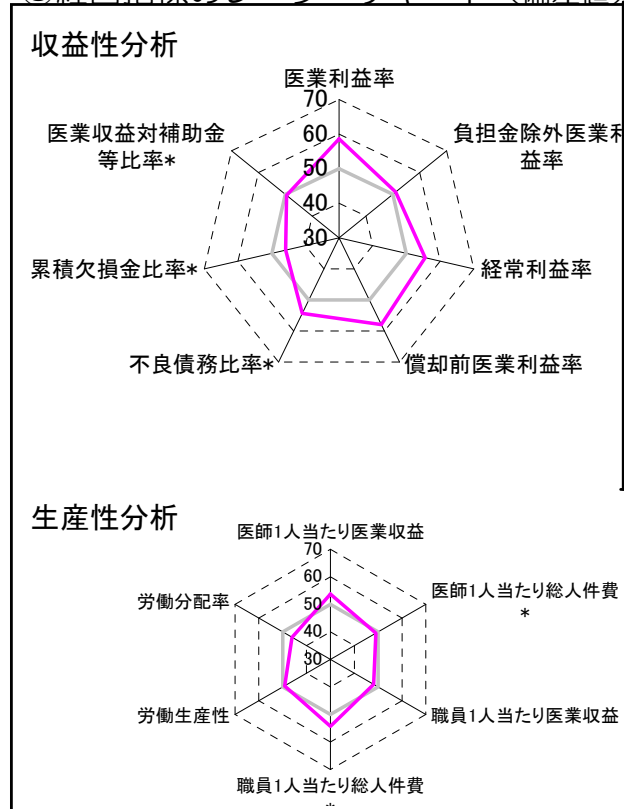 収益性分析
医業利益率
70
60
50
40
30
負担金除外医業利
益率
経常利益率
償却前医業利益率
不良債務比率*
累積欠損金比率*
医業収益対補助金
等比率*
生産性分析
医師1人当たり医業収益
70
60
50
40
30
医師1人当たり総人件費
*
職員1人当たり医業収益
職員1人当たり総人件費
*
労働生産性
労働分配率